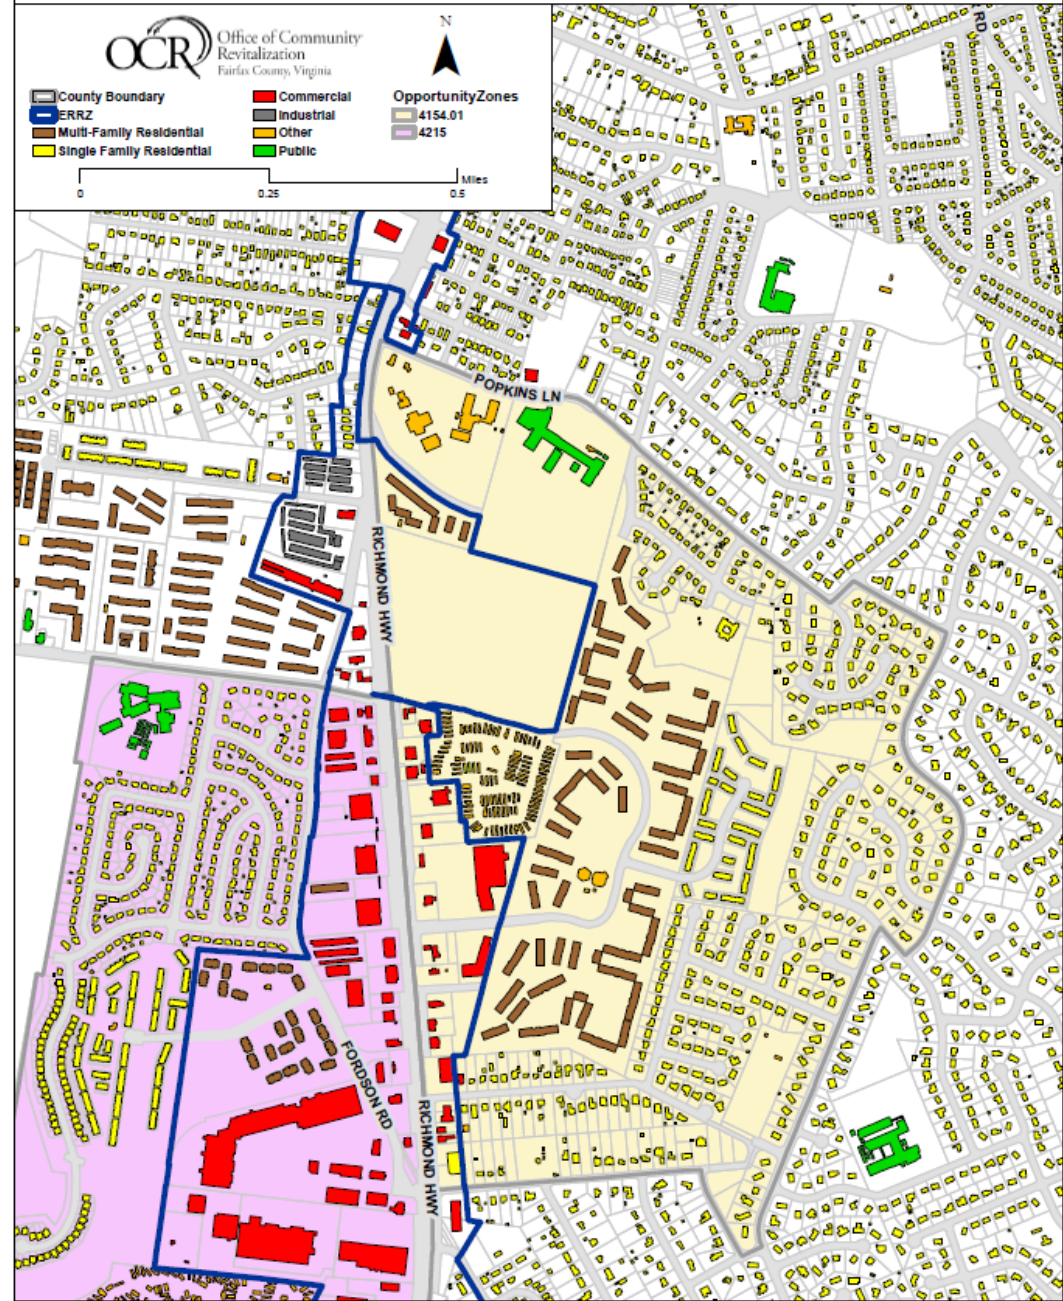 OCR
Office of Community
Revitalization
Fairfax County, Virginia
N
County Boundary
ERRZ
Multi-Family Residential
Single Family Residential
Commercial
Industrial
Other
Public
OpportunityZones
4154.01
4215
Miles
0
0.25
0.5
RD
POPKINS LN
RICHMOND HWY
FORDSON RD
RICHMOND HWY